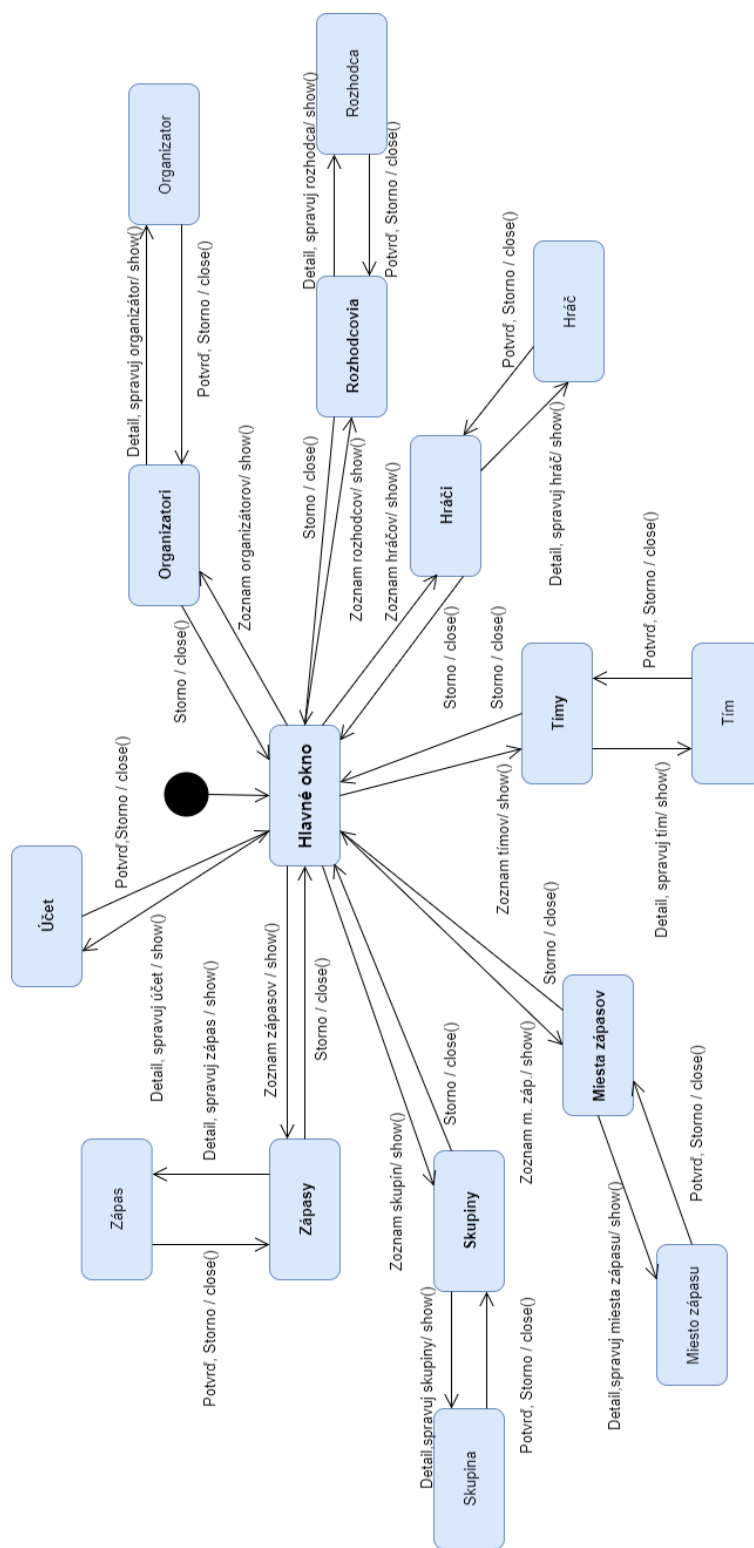 Organizator
Detail, spravuj organizátor/ show()
Potvrď, Storno / close()
Organizatori
Storno / close()
Zoznam organizátorov/ show()
Rozhodca
Detail, spravuj rozhodca/ show()
Potvrď, Storno / close()
Rozhodcovia
Storno / close()
Zoznam rozhodcov/ show()
Hráč
Potvrď, Storno / close()
Detail, spravuj hráč/ show()
Hráči
Zoznam hráčov/ show()
Storno / close()
Storno / close()
Hlavné okno
Tímy
Zoznam tímov/ show()
Potvrď, Storno / close()
Detail, spravuj tím/ show()
Tím
Účet
Potvrď,Storno / close()
Detail, spravuj účet / show()
Zápas
Detail, spravuj zápas / show()
Potvrď, Storno / close()
Zápasy
Zoznam zápasov / show()
Storno / close()
Skupiny
Zoznam skupín/ show()
Storno / close()
Skupina
Detail,spravuj skupiny/ show()
Potvrď, Storno / close()
Miesta zápasov
Zoznam m. záp./ show()
Storno / close()
Miesto zápasu
Detail,spravuj miesta zápasu/ show()
Potvrď, Storno / close()